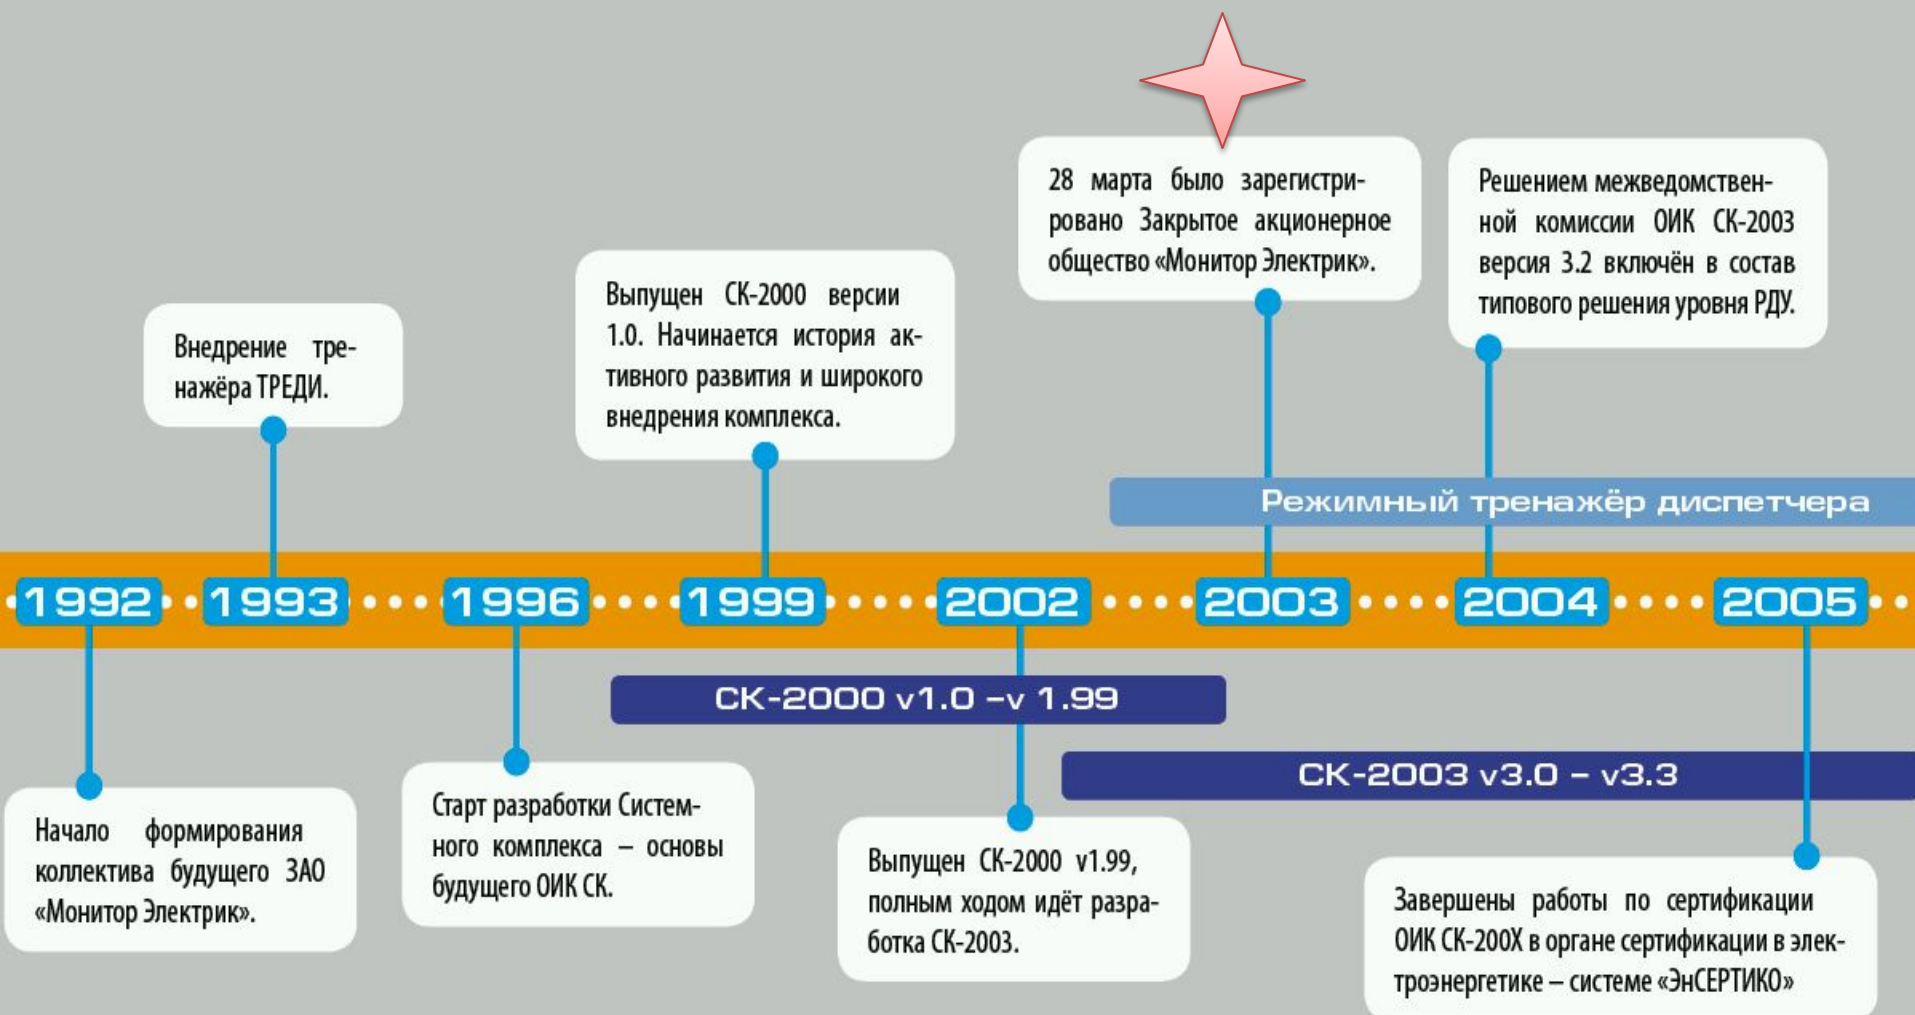 28 марта было зарегистри-
ровано Закрытое акционерное
общество «Монитор Электрик».
Решением межведомствен-
ной комиссии ОИК СК-2003
версия 3.2 включён в состав
типового решения уровня РДУ.
Выпущен СК-2000 версии
1.0. Начинается история ак-
тивного развития и широкого
внедрения комплекса.
Внедрение тре-
нажёра ТРЕДИ.
Режимный тренажёр диспетчера
1992 1993 1996 1999 2002 2003 2004 2005
СК-2000 v1.0 –v 1.99
СК-2003 v3.0 – v3.3
Начало формирования
коллектива будущего ЗАО
«Монитор Электрик».
Старт разработки Систем-
ного комплекса – основы
будущего ОИК СК.
Выпущен СК-2000 v1.99,
полным ходом идёт разра-
ботка СК-2003.
Завершены работы по сертификации
ОИК СК-200Х в органе сертификации в элек-
троэнергетике – системе «ЭнСЕРТИКО»